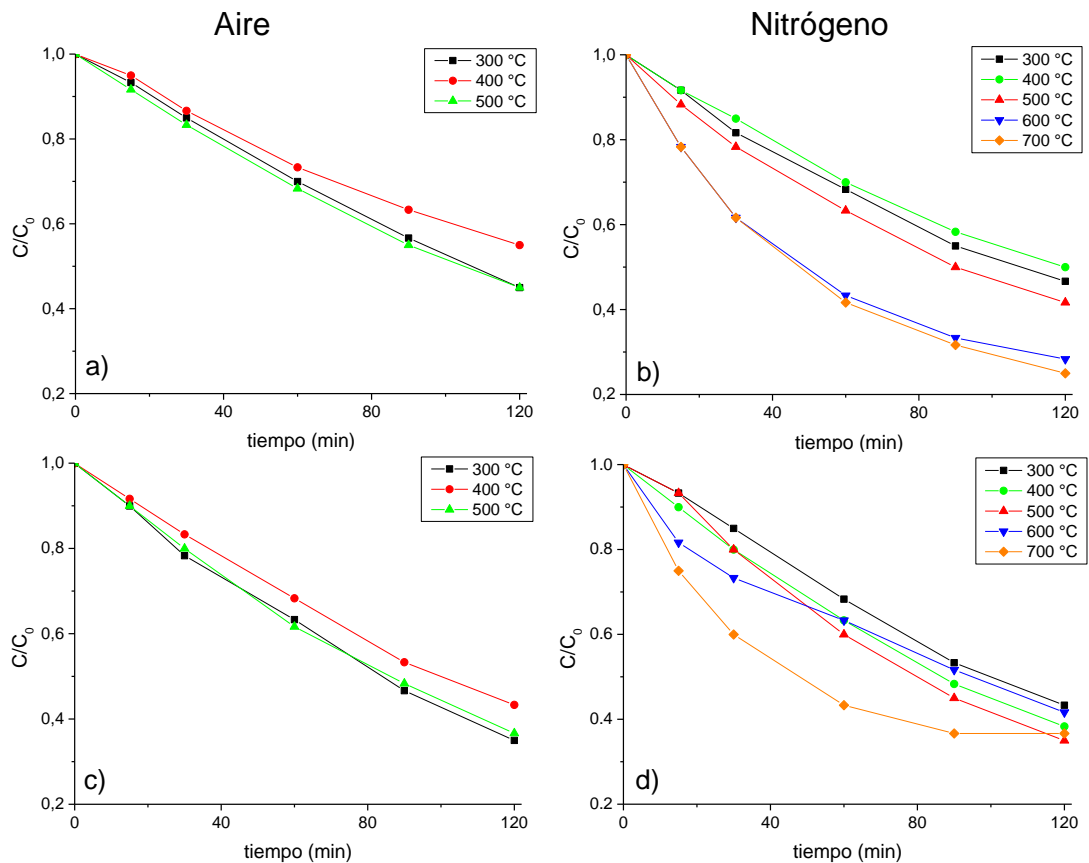 Aire
Nitrógeno
1,0
0,8
0,6
0,4
0,2
C/C0
300 °C
400 °C
500 °C
a)
0
40
80
120
tiempo (min)
1,0
0,8
0,6
0,4
0,2
C/C0
300 °C
400 °C
500 °C
600 °C
700 °C
b)
0
40
80
120
tiempo (min)
1,0
0,8
0,6
0,4
0,2
C/C0
300 °C
400 °C
500 °C
c)
0
40
80
120
tiempo (min)
1,0
0,8
0,6
0,4
0,2
C/C0
300 °C
400 °C
500 °C
600 °C
700 °C
d)
0
40
80
120
tiempo (min)